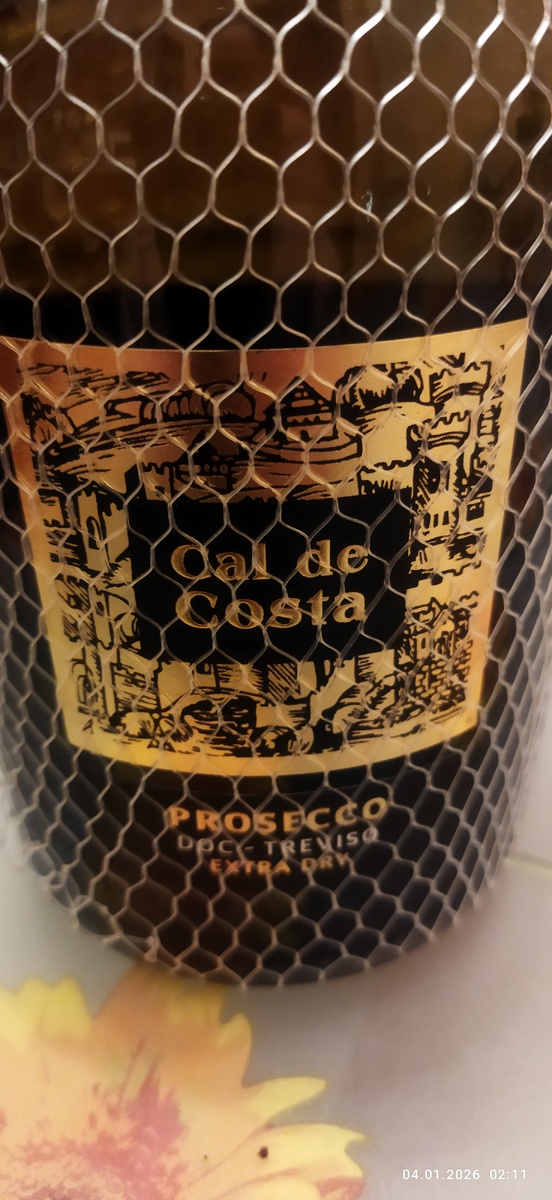 Cal de
Costa
PROSECCO
DOC - TREVISO
EXTRA DRY
04.01.2026 02:11